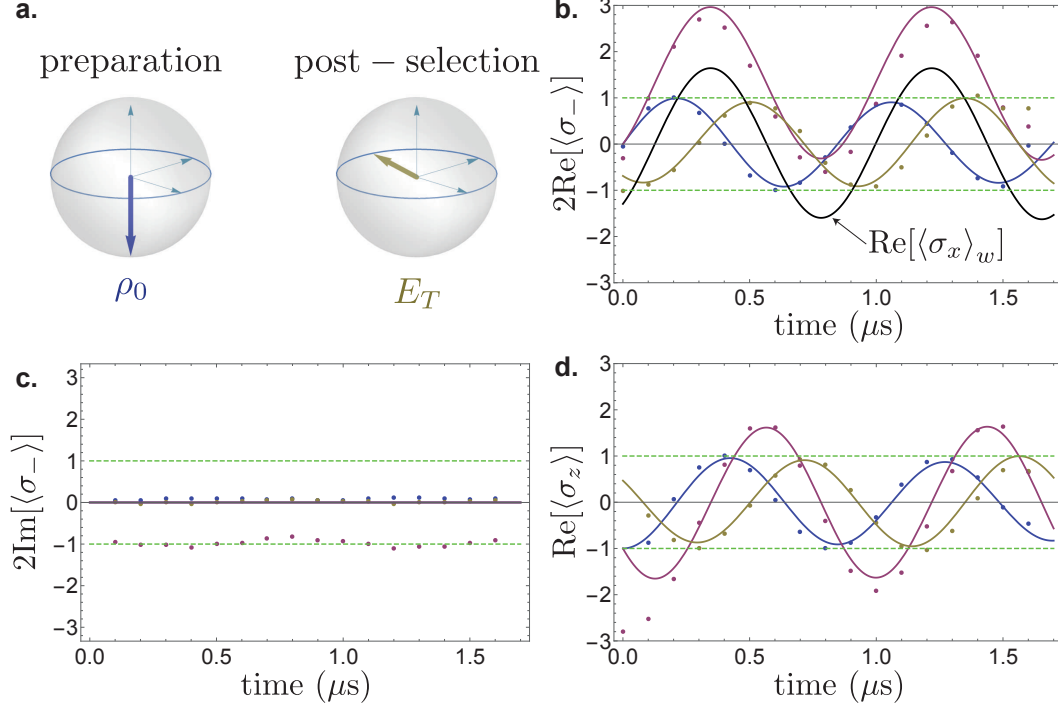 a.
preparation
post − selection
ρ₀
E_T
b.
2Re[⟨σ₋⟩]
3
2
1
0
-1
-2
-3
Re[⟨σₓ⟩_w]
0.0 0.5 1.0 1.5
time (μs)
c.
2Im[⟨σ₋⟩]
3
2
1
0
-1
-2
-3
0.0 0.5 1.0 1.5
time (μs)
d.
Re[⟨σ_z⟩]
3
2
1
0
-1
-2
-3
0.0 0.5 1.0 1.5
time (μs)